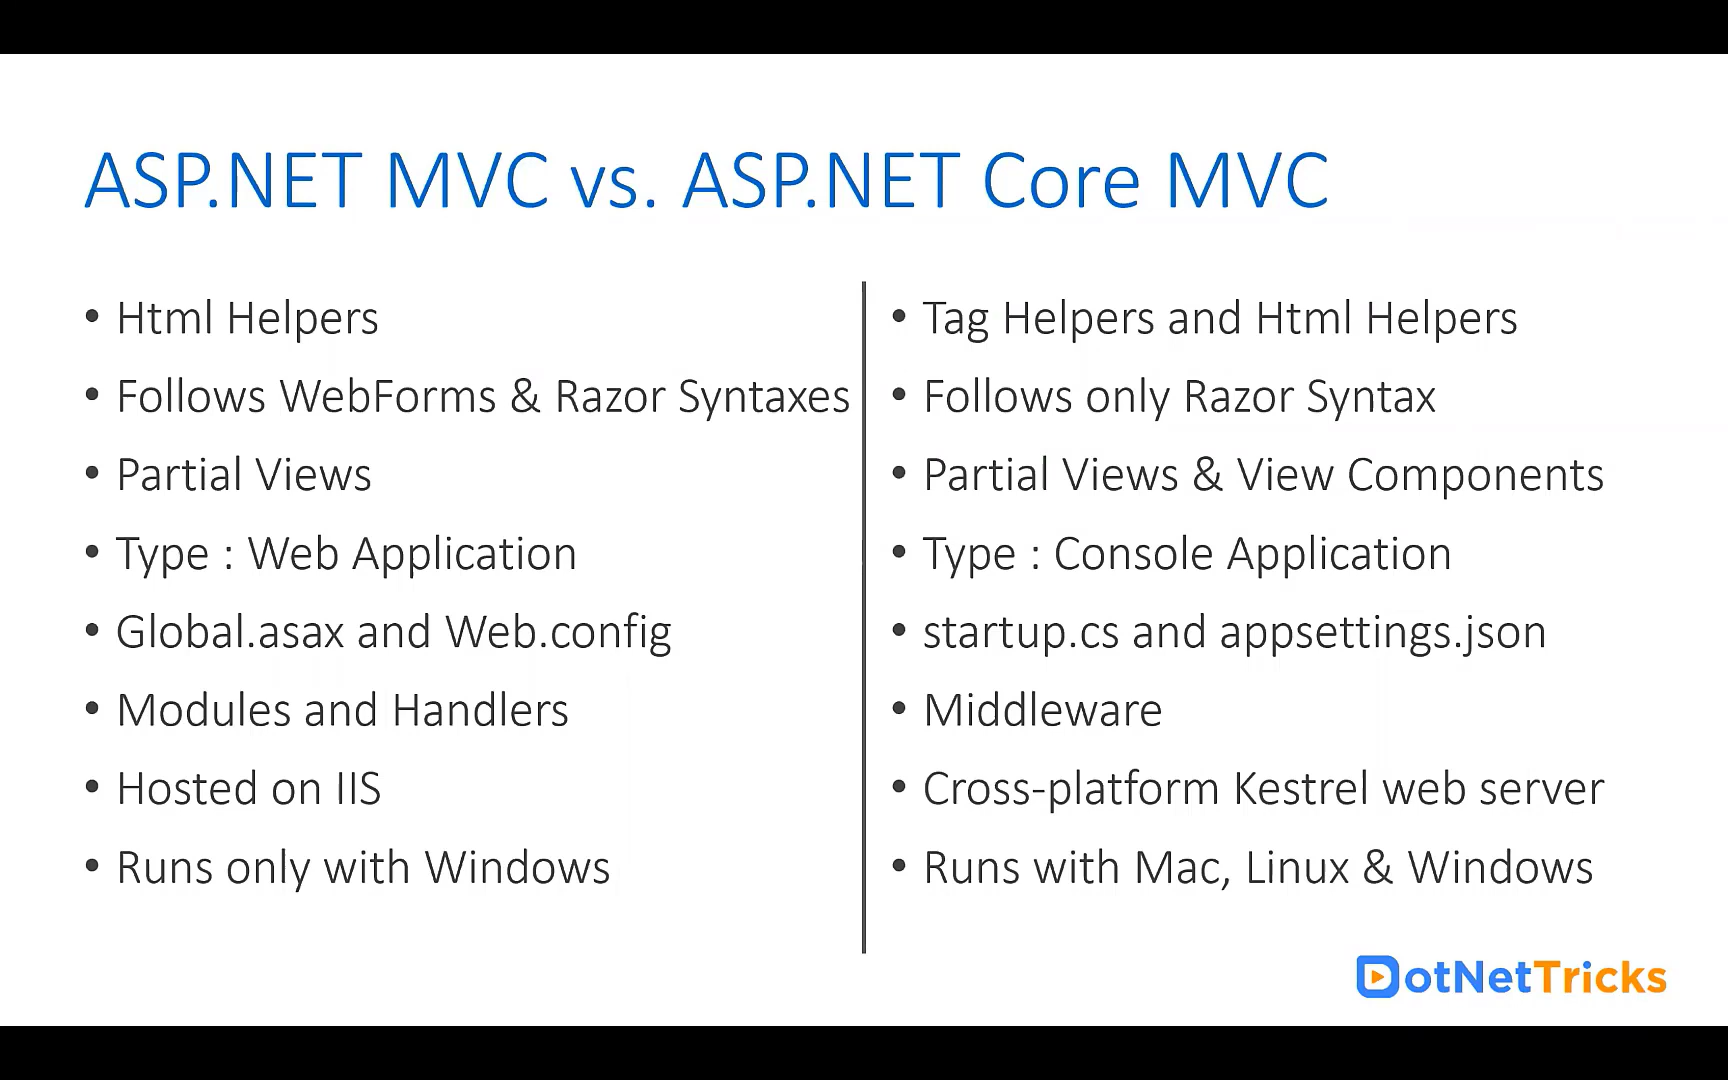 ASP.NET MVC vs. ASP.NET Core MVC
• Html Helpers
• Follows WebForms & Razor Syntaxes
• Partial Views
• Type : Web Application
• Global.asax and Web.config
• Modules and Handlers
• Hosted on IIS
• Runs only with Windows
• Tag Helpers and Html Helpers
• Follows only Razor Syntax
• Partial Views & View Components
• Type : Console Application
• startup.cs and appsettings.json
• Middleware
• Cross-platform Kestrel web server
• Runs with Mac, Linux & Windows
DotNetTricks